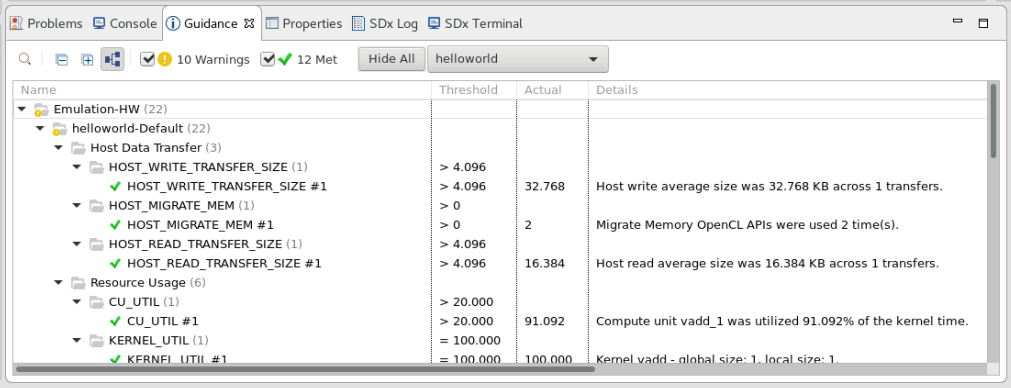 Problems Console Guidance Properties SDx Log SDx Terminal
10 Warnings 12 Met Hide All helloworld
Name Threshold Actual Details
Emulation-HW (22)
helloworld-Default (22)
Host Data Transfer (3)
HOST_WRITE_TRANSFER_SIZE (1) > 4.096
HOST_WRITE_TRANSFER_SIZE #1 > 4.096 32.768 Host write average size was 32.768 KB across 1 transfers.
HOST_MIGRATE_MEM (1) > 0
HOST_MIGRATE_MEM #1 > 0 2 Migrate Memory OpenCL APIs were used 2 time(s).
HOST_READ_TRANSFER_SIZE (1) > 4.096
HOST_READ_TRANSFER_SIZE #1 > 4.096 16.384 Host read average size was 16.384 KB across 1 transfers.
Resource Usage (6)
CU_UTIL (1) > 20.000
CU_UTIL #1 > 20.000 91.092 Compute unit vadd_1 was utilized 91.092% of the kernel time.
KERNEL_UTIL (1) = 100.000
KERNEL_UTIL #1 = 100.000 100.000 Kernel vadd - global size: 1, local size: 1.